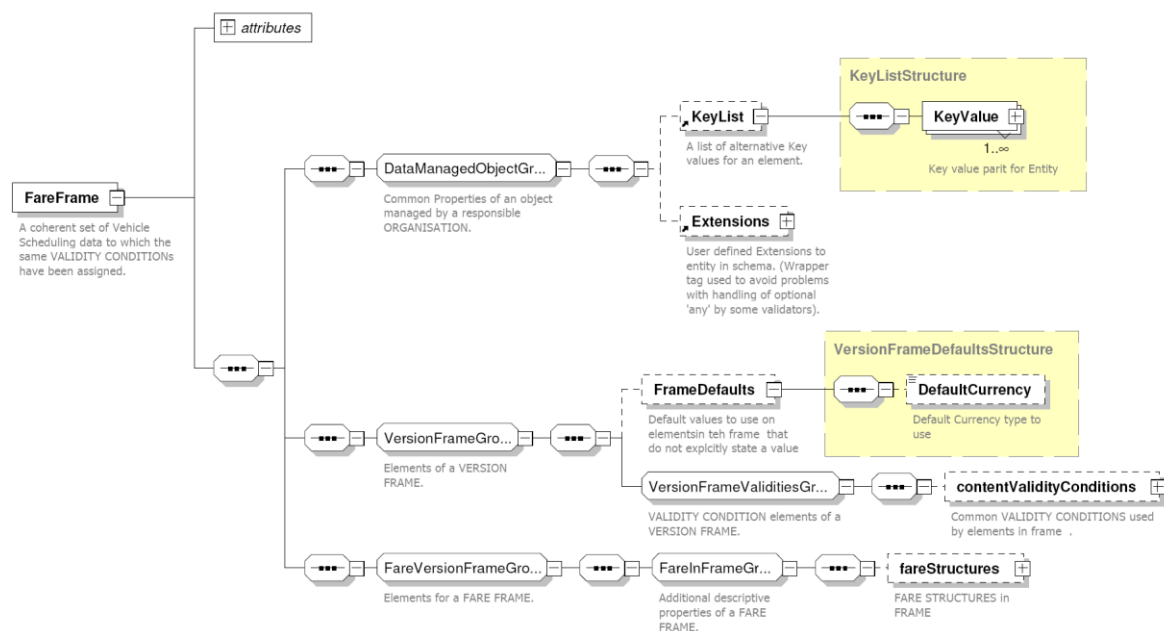 attributes
KeyListStructure
KeyList
KeyValue
A list of alternative Key
values for an element.
1..∞
Key value parit for Entity
DataManagedObjectGr...
Common Properties of an object
managed by a responsible
ORGANISATION.
FareFrame
A coherent set of Vehicle
Scheduling data to which the
same VALIDITY CONDITIONs
have been assigned.
Extensions
User defined Extensions to
entity in schema. (Wrapper
tag used to avoid problems
with handling of optional
'any' by some validators).
VersionFrameDefaultsStructure
FrameDefaults
DefaultCurrency
Default values to use on
elementsin teh frame that
do not explcitly state a value
Default Currency type to
use
VersionFrameGro...
Elements of a VERSION
FRAME.
VersionFrameValiditiesGr...
VALIDITY CONDITION elements of a
VERSION FRAME.
contentValidityConditions
Common VALIDITY CONDITIONS used
by elements in frame .
FareVersionFrameGro...
Elements for a FARE FRAME.
FareInFrameGr...
Additional descriptive
properties of a FARE
FRAME.
fareStructures
FARE STRUCTURES in
FRAME